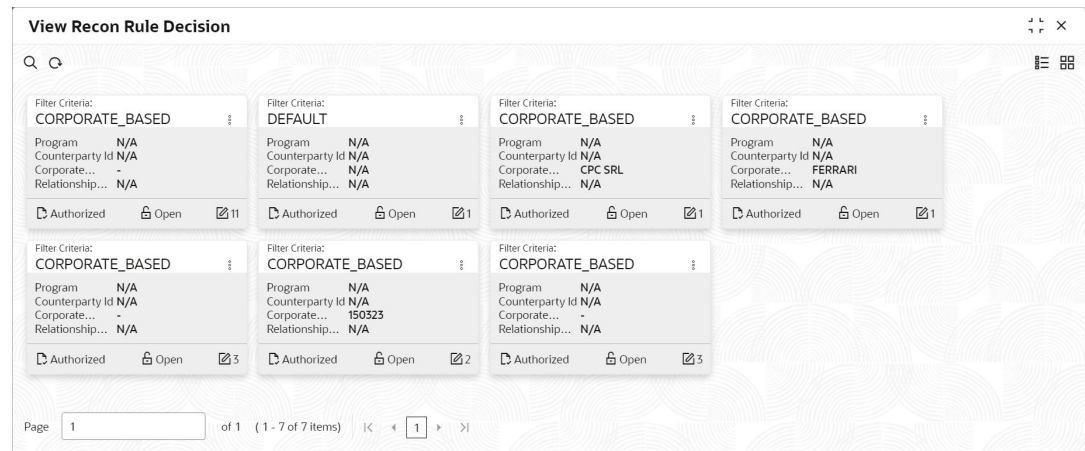 View Recon Rule Decision
Filter Criteria:
CORPORATE_BASED
Program N/A
Counterparty Id N/A
Corporate... -
Relationship... N/A
Authorized Open 11
Filter Criteria:
DEFAULT
Program N/A
Counterparty Id N/A
Corporate... N/A
Relationship... N/A
Authorized Open 1
Filter Criteria:
CORPORATE_BASED
Program N/A
Counterparty Id N/A
Corporate... CPC SRL
Relationship... N/A
Authorized Open 1
Filter Criteria:
CORPORATE_BASED
Program N/A
Counterparty Id N/A
Corporate... FERRARI
Relationship... N/A
Authorized Open 1
Filter Criteria:
CORPORATE_BASED
Program N/A
Counterparty Id N/A
Corporate... -
Relationship... N/A
Authorized Open 3
Filter Criteria:
CORPORATE_BASED
Program N/A
Counterparty Id N/A
Corporate... 150323
Relationship... N/A
Authorized Open 2
Filter Criteria:
CORPORATE_BASED
Program N/A
Counterparty Id N/A
Corporate... -
Relationship... N/A
Authorized Open 3
Page 1 of 1 ( 1 - 7 of 7 items) 1